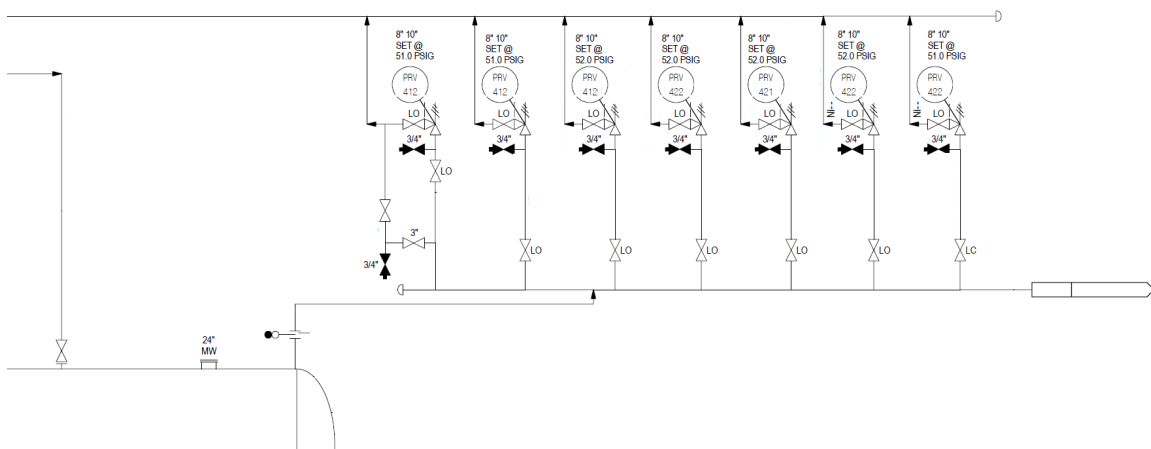 8" 10"
SET @
51.0 PSIG
PRV
412
LO
3/4"
LO
3"
3/4"
8" 10"
SET @
51.0 PSIG
PRV
412
LO
3/4"
LO
8" 10"
SET @
52.0 PSIG
PRV
412
LO
3/4"
LO
8" 10"
SET @
52.0 PSIG
PRV
422
LO
3/4"
LO
8" 10"
SET @
52.0 PSIG
PRV
421
LO
3/4"
LO
8" 10"
SET @
52.0 PSIG
PRV
422
NI--
LO
3/4"
LO
8" 10"
SET @
51.0 PSIG
PRV
422
NI--
LO
3/4"
LC
24"
MW